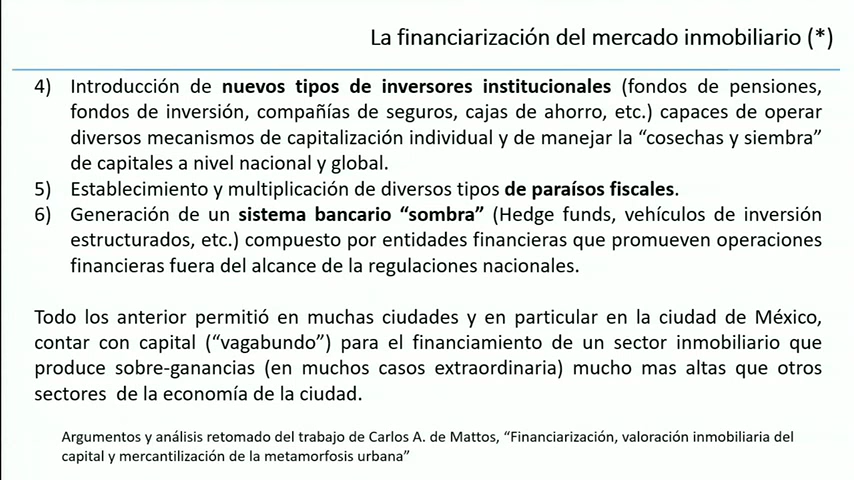 La financiarización del mercado inmobiliario (*)
4) Introducción de nuevos tipos de inversores institucionales (fondos de pensiones,
fondos de inversión, compañías de seguros, cajas de ahorro, etc.) capaces de operar
diversos mecanismos de capitalización individual y de manejar la “cosechas y siembra”
de capitales a nivel nacional y global.
5) Establecimiento y multiplicación de diversos tipos de paraísos fiscales.
6) Generación de un sistema bancario “sombra” (Hedge funds, vehículos de inversión
estructurados, etc.) compuesto por entidades financieras que promueven operaciones
financieras fuera del alcance de la regulaciones nacionales.
Todo los anterior permitió en muchas ciudades y en particular en la ciudad de México,
contar con capital (“vagabundo”) para el financiamiento de un sector inmobiliario que
produce sobre-ganancias (en muchos casos extraordinaria) mucho mas altas que otros
sectores de la economía de la ciudad.
Argumentos y análisis retomado del trabajo de Carlos A. de Mattos, “Financiarización, valoración inmobiliaria del
capital y mercantilización de la metamorfosis urbana”